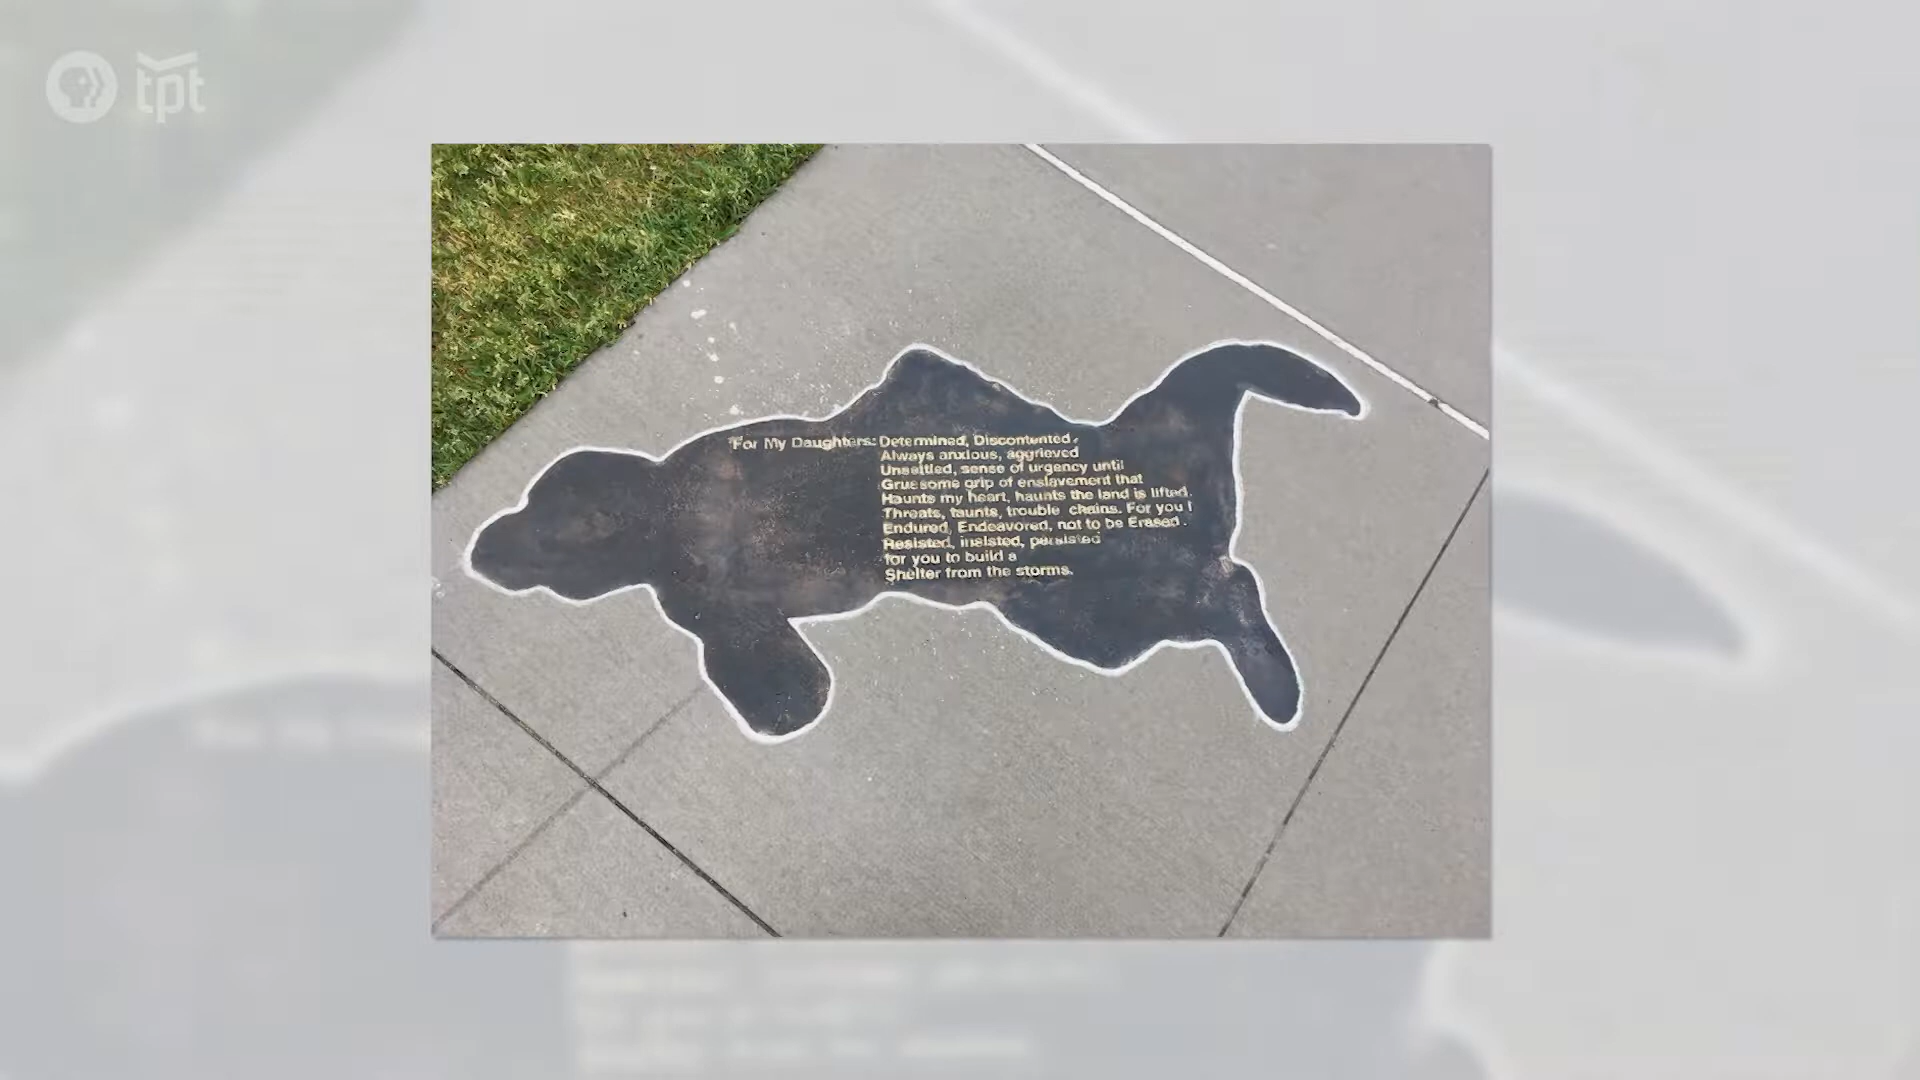 tpt
For My Daughters: Determined, Discontented.
Always anxious, aggrieved
Unsettled, sense of urgency until
Gruesome grip of enslavement that
Haunts my heart, haunts the land is lifted.
Threats, taunts, trouble chains. For you I
Endured, Endeavored, not to be Erased.
Resisted, insisted, persisted
for you to build a
Shelter from the storms.